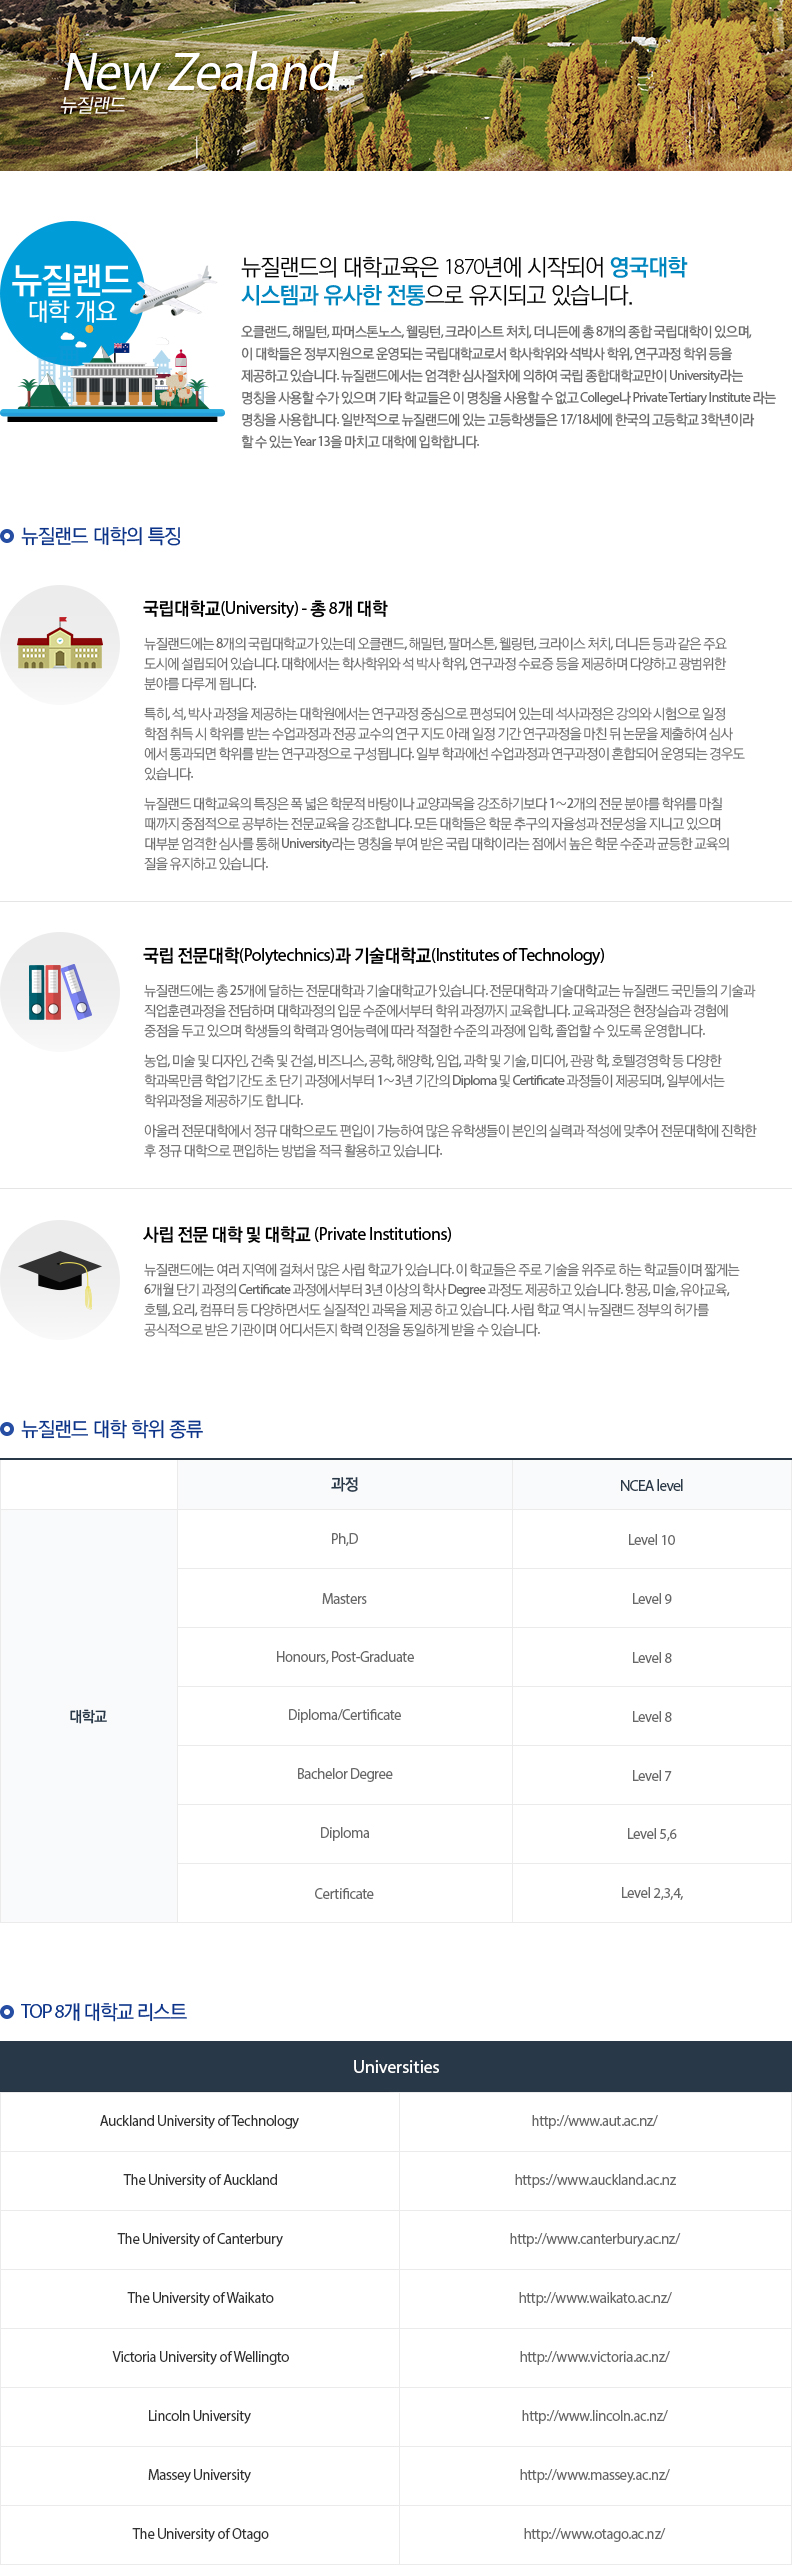 New Zealand
뉴질랜드
뉴질랜드
대학 개요
뉴질랜드의 대학교육은 1870년에 시작되어 영국대학
시스템과 유사한 전통으로 유지되고 있습니다.
오클랜드, 해밀턴, 파머스톤노스, 웰링턴, 크라이스트 처치, 더니든에 총 8개의 종합 국립대학이 있으며,
이 대학들은 정부지원으로 운영되는 국립대학교로서 학사학위와 석박사 학위, 연구과정 학위 등을
제공하고 있습니다. 뉴질랜드에서는 엄격한 심사절차에 의하여 국립 종합대학교만이 University라는
명칭을 사용할 수가 있으며 기타 학교들은 이 명칭을 사용할 수 없고 College나 Private Tertiary Institute 라는
명칭을 사용합니다. 일반적으로 뉴질랜드에 있는 고등학생들은 17/18세에 한국의 고등학교 3학년이라
할 수 있는 Year 13을 마치고 대학에 입학합니다.
뉴질랜드 대학의 특징
국립대학교(University) - 총 8개 대학
뉴질랜드에는 8개의 국립대학교가 있는데 오클랜드, 해밀턴, 팔머스톤, 웰링턴, 크라이스 처치, 더니든 등과 같은 주요
도시에 설립되어 있습니다. 대학에서는 학사학위와 석 박사 학위, 연구과정 수료증 등을 제공하며 다양하고 광범위한
분야를 다루게 됩니다.
특히, 석, 박사 과정을 제공하는 대학원에서는 연구과정 중심으로 편성되어 있는데 석사과정은 강의와 시험으로 일정
학점 취득 시 학위를 받는 수업과정과 전공 교수의 연구 지도 아래 일정 기간 연구과정을 마친 뒤 논문을 제출하여 심사
에서 통과되면 학위를 받는 연구과정으로 구성됩니다. 일부 학과에선 수업과정과 연구과정이 혼합되어 운영되는 경우도
있습니다.
뉴질랜드 대학교육의 특징은 폭 넓은 학문적 바탕이나 교양과목을 강조하기보다 1~2개의 전문 분야를 학위를 마칠
때까지 중점적으로 공부하는 전문교육을 강조합니다. 모든 대학들은 학문 추구의 자율성과 전문성을 지니고 있으며
대부분 엄격한 심사를 통해 University라는 명칭을 부여 받은 국립 대학이라는 점에서 높은 학문 수준과 균등한 교육의
질을 유지하고 있습니다.
국립 전문대학(Polytechnics)과 기술대학교(Institutes of Technology)
뉴질랜드에는 총 25개에 달하는 전문대학과 기술대학교가 있습니다. 전문대학과 기술대학교는 뉴질랜드 국민들의 기술과
직업훈련과정을 전담하며 대학과정의 입문 수준에서부터 학위 과정까지 교육합니다. 교육과정은 현장실습과 경험에
중점을 두고 있으며 학생들의 학력과 영어능력에 따라 적절한 수준의 과정에 입학, 졸업할 수 있도록 운영합니다.
농업, 미술 및 디자인, 건축 및 건설, 비즈니스, 공학, 해양학, 임업, 과학 및 기술, 미디어, 관광 학, 호텔경영학 등 다양한
학과목만큼 학업기간도 초 단기 과정에서부터 1~3년 기간의 Diploma 및 Certificate 과정들이 제공되며, 일부에서는
학위과정을 제공하기도 합니다.
아울러 전문대학에서 정규 대학으로도 편입이 가능하여 많은 유학생들이 본인의 실력과 적성에 맞추어 전문대학에 진학한
후 정규 대학으로 편입하는 방법을 적극 활용하고 있습니다.
사립 전문 대학 및 대학교 (Private Institutions)
뉴질랜드에는 여러 지역에 걸쳐서 많은 사립 학교가 있습니다. 이 학교들은 주로 기술을 위주로 하는 학교들이며 짧게는
6개월 단기 과정의 Certificate 과정에서부터 3년 이상의 학사 Degree 과정도 제공하고 있습니다. 항공, 미술, 유아교육,
호텔, 요리, 컴퓨터 등 다양하면서도 실질적인 과목을 제공 하고 있습니다. 사립 학교 역시 뉴질랜드 정부의 허가를
공식적으로 받은 기관이며 어디서든지 학력 인정을 동일하게 받을 수 있습니다.
뉴질랜드 대학 학위 종류
과정 NCEA level
Ph,D Level 10
Masters Level 9
Honours, Post-Graduate Level 8
대학교 Diploma/Certificate Level 8
Bachelor Degree Level 7
Diploma Level 5,6
Certificate Level 2,3,4,
TOP 8개 대학교 리스트
Universities
Auckland University of Technology http://www.aut.ac.nz/
The University of Auckland https://www.auckland.ac.nz
The University of Canterbury http://www.canterbury.ac.nz/
The University of Waikato http://www.waikato.ac.nz/
Victoria University of Wellingto http://www.victoria.ac.nz/
Lincoln University http://www.lincoln.ac.nz/
Massey University http://www.massey.ac.nz/
The University of Otago http://www.otago.ac.nz/